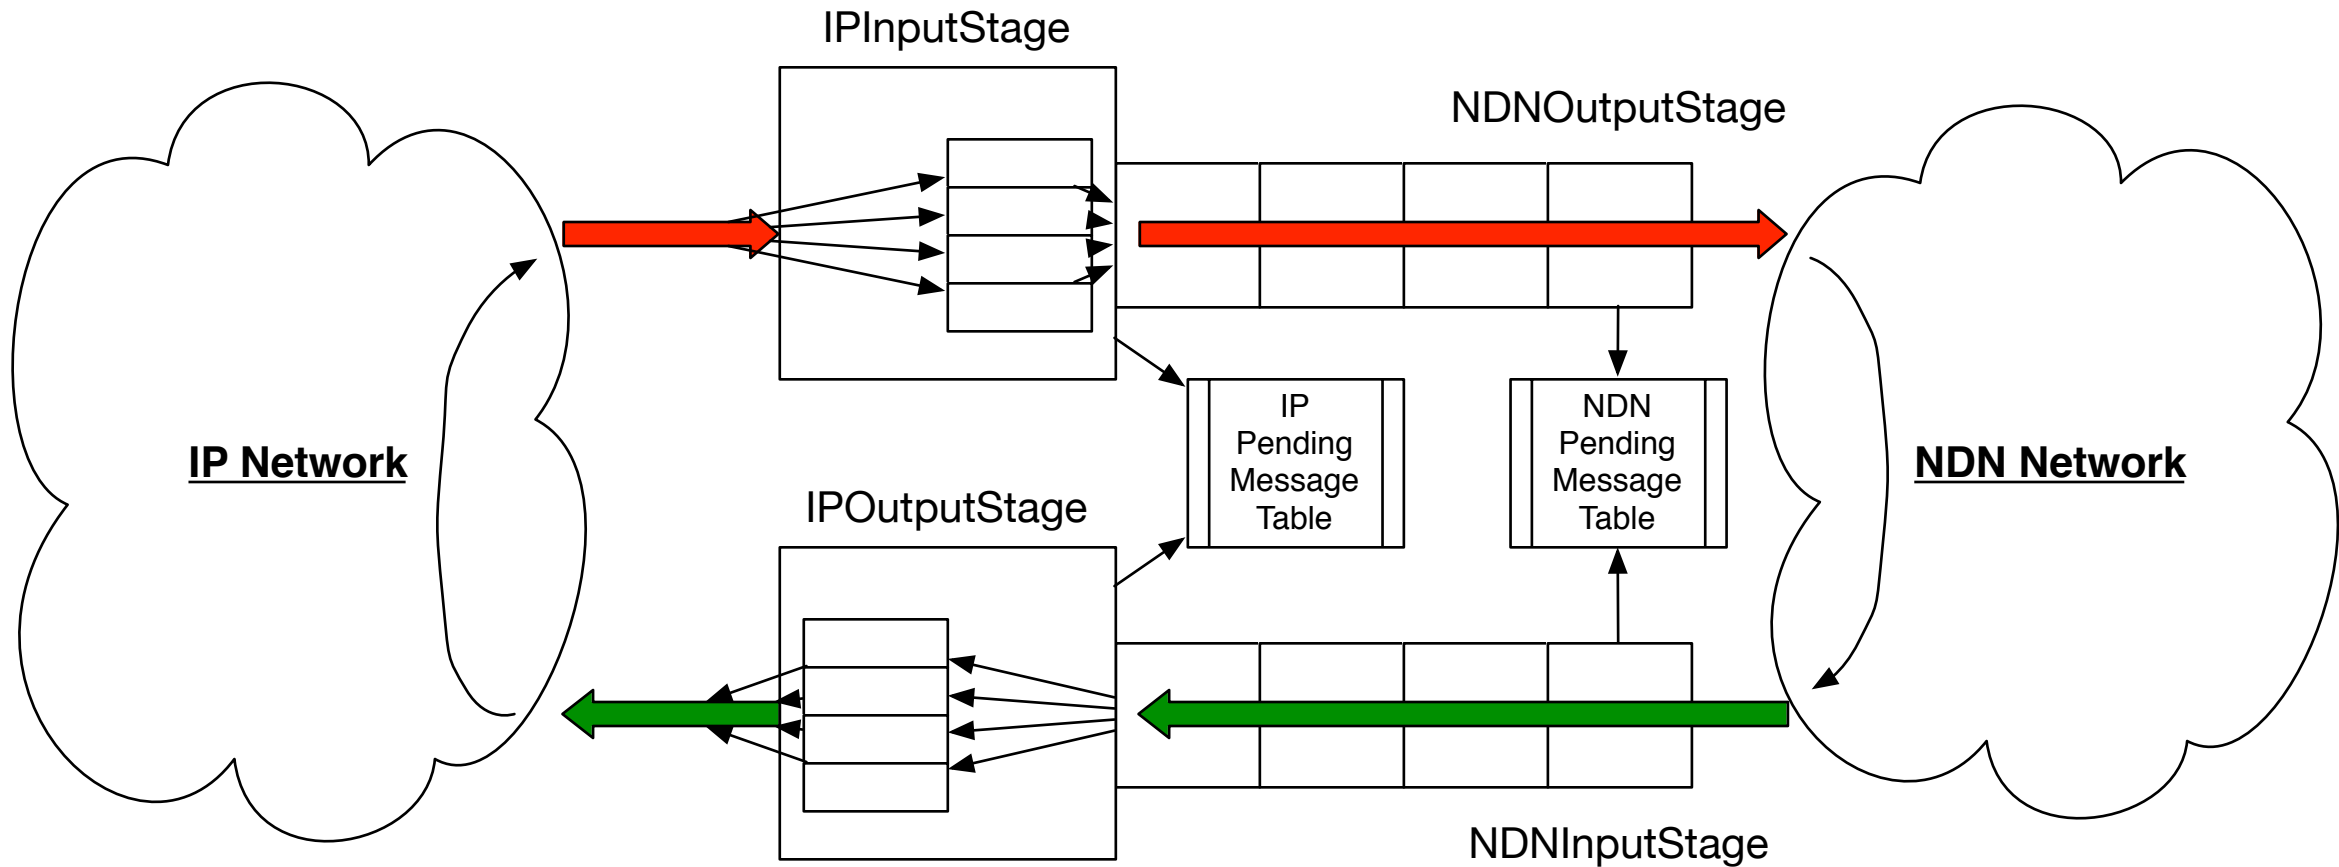 IPInputStage
NDNOutputStage
IP
Pending
Message
Table
NDN
Pending
Message
Table
IP Network
NDN Network
IPOutputStage
NDNInputStage